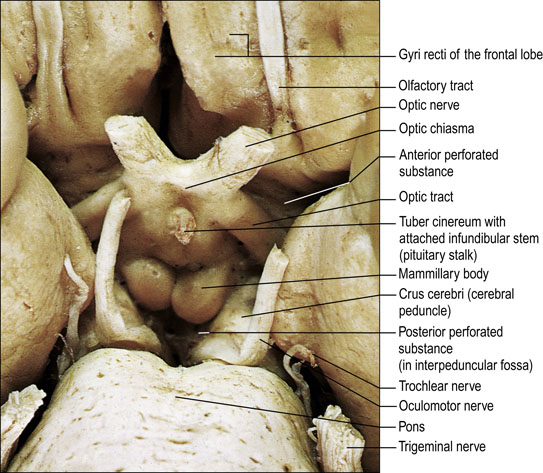 Gyri recti of the frontal lobe
Olfactory tract
Optic nerve
Optic chiasma
Anterior perforated
substance
Optic tract
Tuber cinereum with
attached infundibular stem
(pituitary stalk)
Mammillary body
Crus cerebri (cerebral
peduncle)
Posterior perforated
substance
(in interpeduncular fossa)
Trochlear nerve
Oculomotor nerve
Pons
Trigeminal nerve